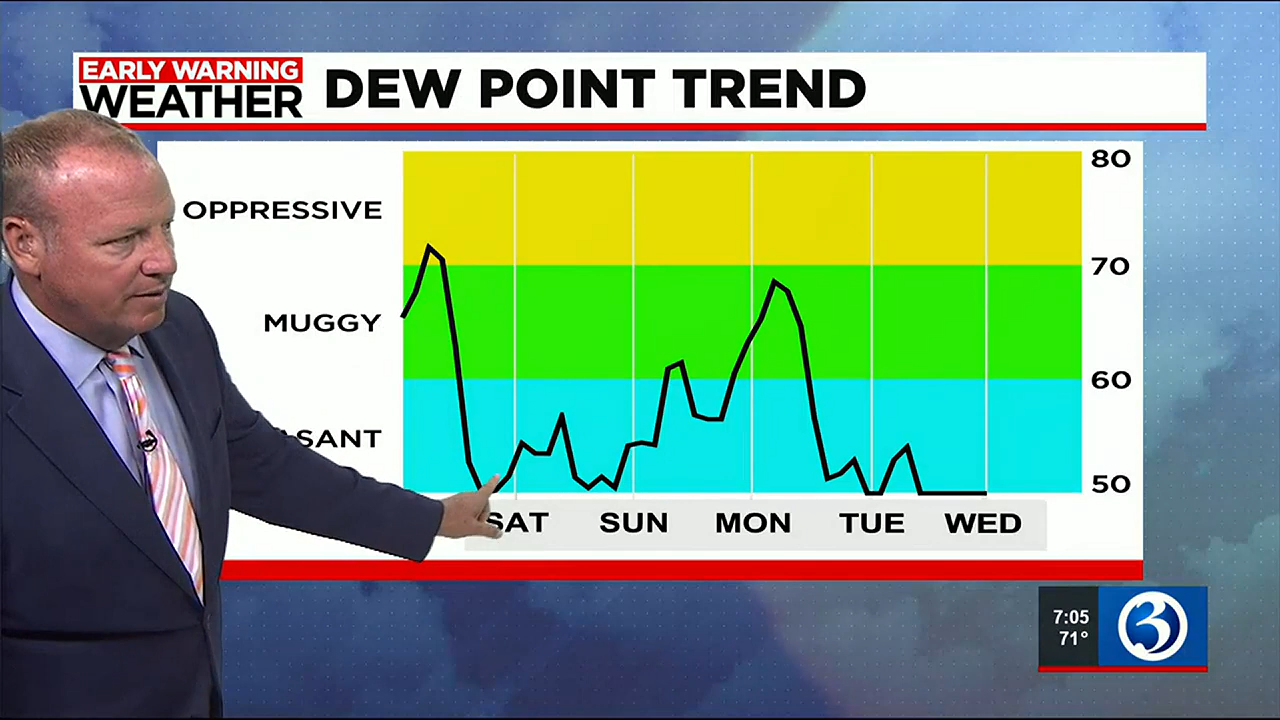 EARLY WARNING
WEATHER
DEW POINT TREND
80
OPPRESSIVE
70
MUGGY
60
SANT
50
SAT SUN MON TUE WED
7:05
71°
3